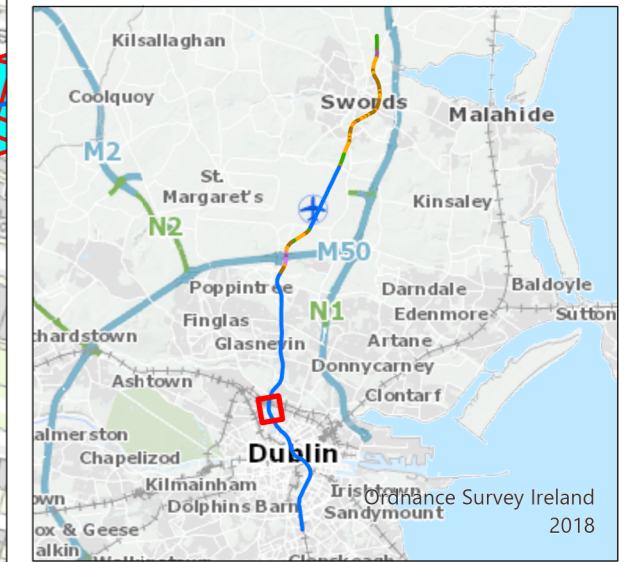 Kilsallaghan
Coolquoy
Swords
Malahide
M2
St.
Margaret's
Kinsaley
N2
M50
Poppintree
Darndale
Baldoyle
N1
Edenmore
Sutton
Finglas
chardstown
Glasnevin
Artane
Donnycarney
Ashtown
Clontarf
almerston
Dublin
Chapelizod
Kilmainham
Irishtown
own
Dolphins Barn
Sandymount
Ordnance Survey Ireland
2018
ox & Geese
alkin
Clonskeagh